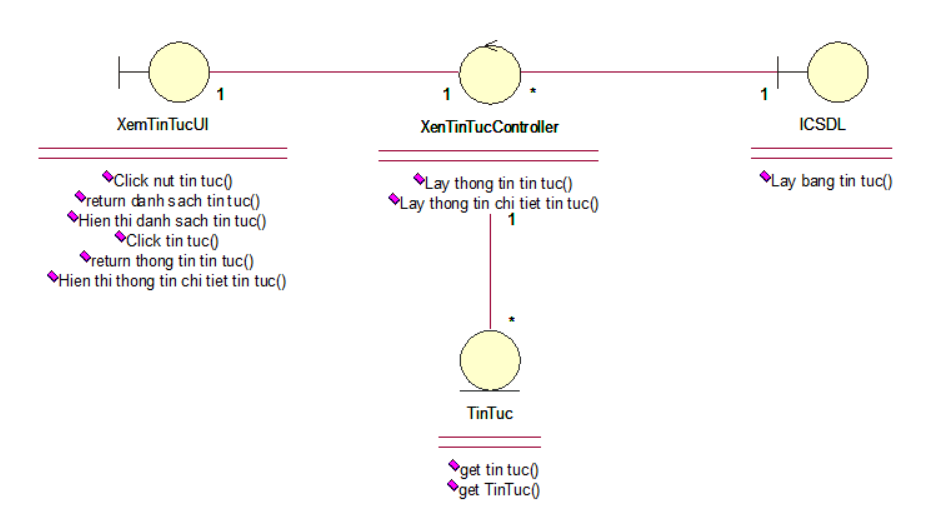 1
1
*
1
XemTinTucUI
XenTinTucController
ICSDL
Click nut tin tuc()
return danh sach tin tuc()
Hien thi danh sach tin tuc()
Click tin tuc()
return thong tin tin tuc()
Hien thi thong tin chi tiet tin tuc()
Lay thong tin tin tuc()
Lay thong tin chi tiet tin tuc()
Lay bang tin tuc()
1
*
TinTuc
get tin tuc()
get TinTuc()